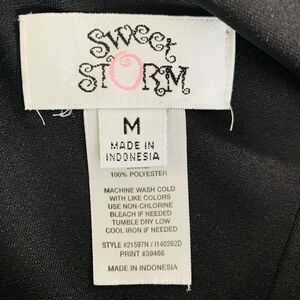 SWeet
STORM
M
MADE IN
INDONESIA
100% POLYESTER
MACHINE WASH COLD
WITH LIKE COLORS
USE NON-CHLORINE
BLEACH IF NEEDED
TUMBLE DRY LOW
COOL IRON IF NEEDED
STYLE #21597N / I140262D
PRINT #39466
MADE IN INDONESIA